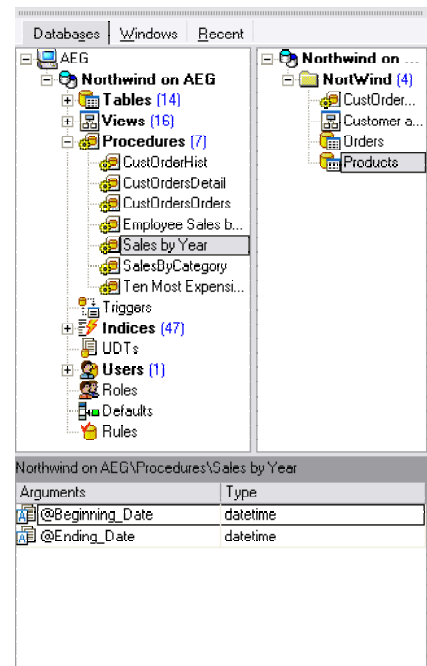 Databases Windows Recent
AEG
Northwind on AEG
Tables (14)
Views (16)
Procedures (7)
CustOrderHist
CustOrdersDetail
CustOrdersOrders
Employee Sales b...
Sales by Year
SalesByCategory
Ten Most Expensi...
Triggers
Indices (47)
UDTs
Users (1)
Roles
Defaults
Rules
Northwind on ...
NortWind (4)
CustOrder...
Customer a...
Orders
Products
Northwind on AEG\Procedures\Sales by Year
Arguments Type
@Beginning_Date datetime
@Ending_Date datetime